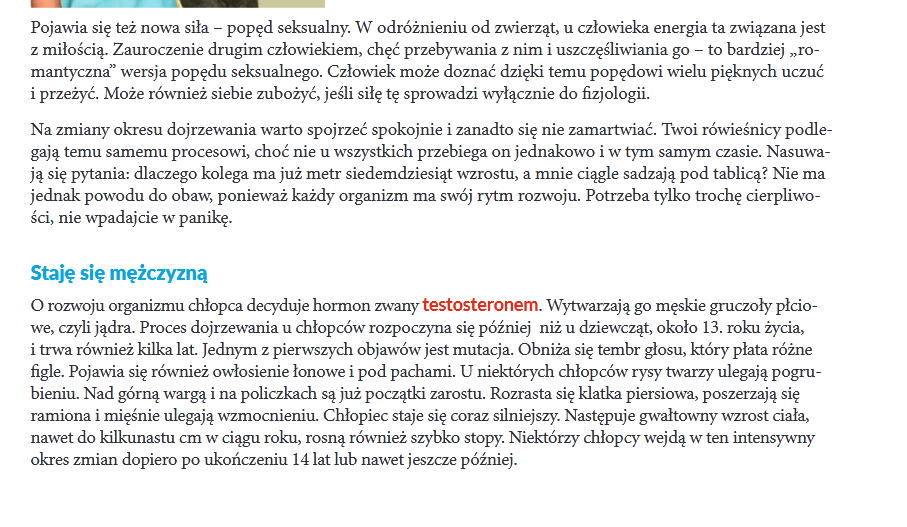 Pojawia się też nowa siła – popęd seksualny. W odróżnieniu od zwierząt, u człowieka energia ta związana jest
z miłością. Zauroczenie drugim człowiekiem, chęć przebywania z nim i uszczęśliwiania go – to bardziej „ro-
mantyczna” wersja popędu seksualnego. Człowiek może doznać dzięki temu popędowi wielu pięknych uczuć
i przeżyć. Może również siebie zubożyć, jeśli siłę tę sprowadzi wyłącznie do fizjologii.
Na zmiany okresu dojrzewania warto spojrzeć spokojnie i zanadto się nie zamartwiać. Twoi rówieśnicy podle-
gają temu samemu procesowi, choć nie u wszystkich przebiega on jednakowo i w tym samym czasie. Nasuwa-
ją się pytania: dlaczego kolega ma już metr siedemdziesiąt wzrostu, a mnie ciągle sadzają pod tablicą? Nie ma
jednak powodu do obaw, ponieważ każdy organizm ma swój rytm rozwoju. Potrzeba tylko trochę cierpliwo-
ści, nie wpadajcie w panikę.
Staję się mężczyzną
O rozwoju organizmu chłopca decyduje hormon zwany testosteronem. Wytwarzają go męskie gruczoły płcio-
we, czyli jądra. Proces dojrzewania u chłopców rozpoczyna się później niż u dziewcząt, około 13. roku życia,
i trwa również kilka lat. Jednym z pierwszych objawów jest mutacja. Obniża się tembr głosu, który płata różne
figle. Pojawia się również owłosienie łonowe i pod pachami. U niektórych chłopców rysy twarzy ulegają pogru-
bieniu. Nad górną wargą i na policzkach są już początki zarostu. Rozrasta się klatka piersiowa, poszerzają się
ramiona i mięśnie ulegają wzmocnieniu. Chłopiec staje się coraz silniejszy. Następuje gwałtowny wzrost ciała,
nawet do kilkunastu cm w ciągu roku, rosną również szybko stopy. Niektórzy chłopcy wejdą w ten intensywny
okres zmian dopiero po ukończeniu 14 lat lub nawet jeszcze później.